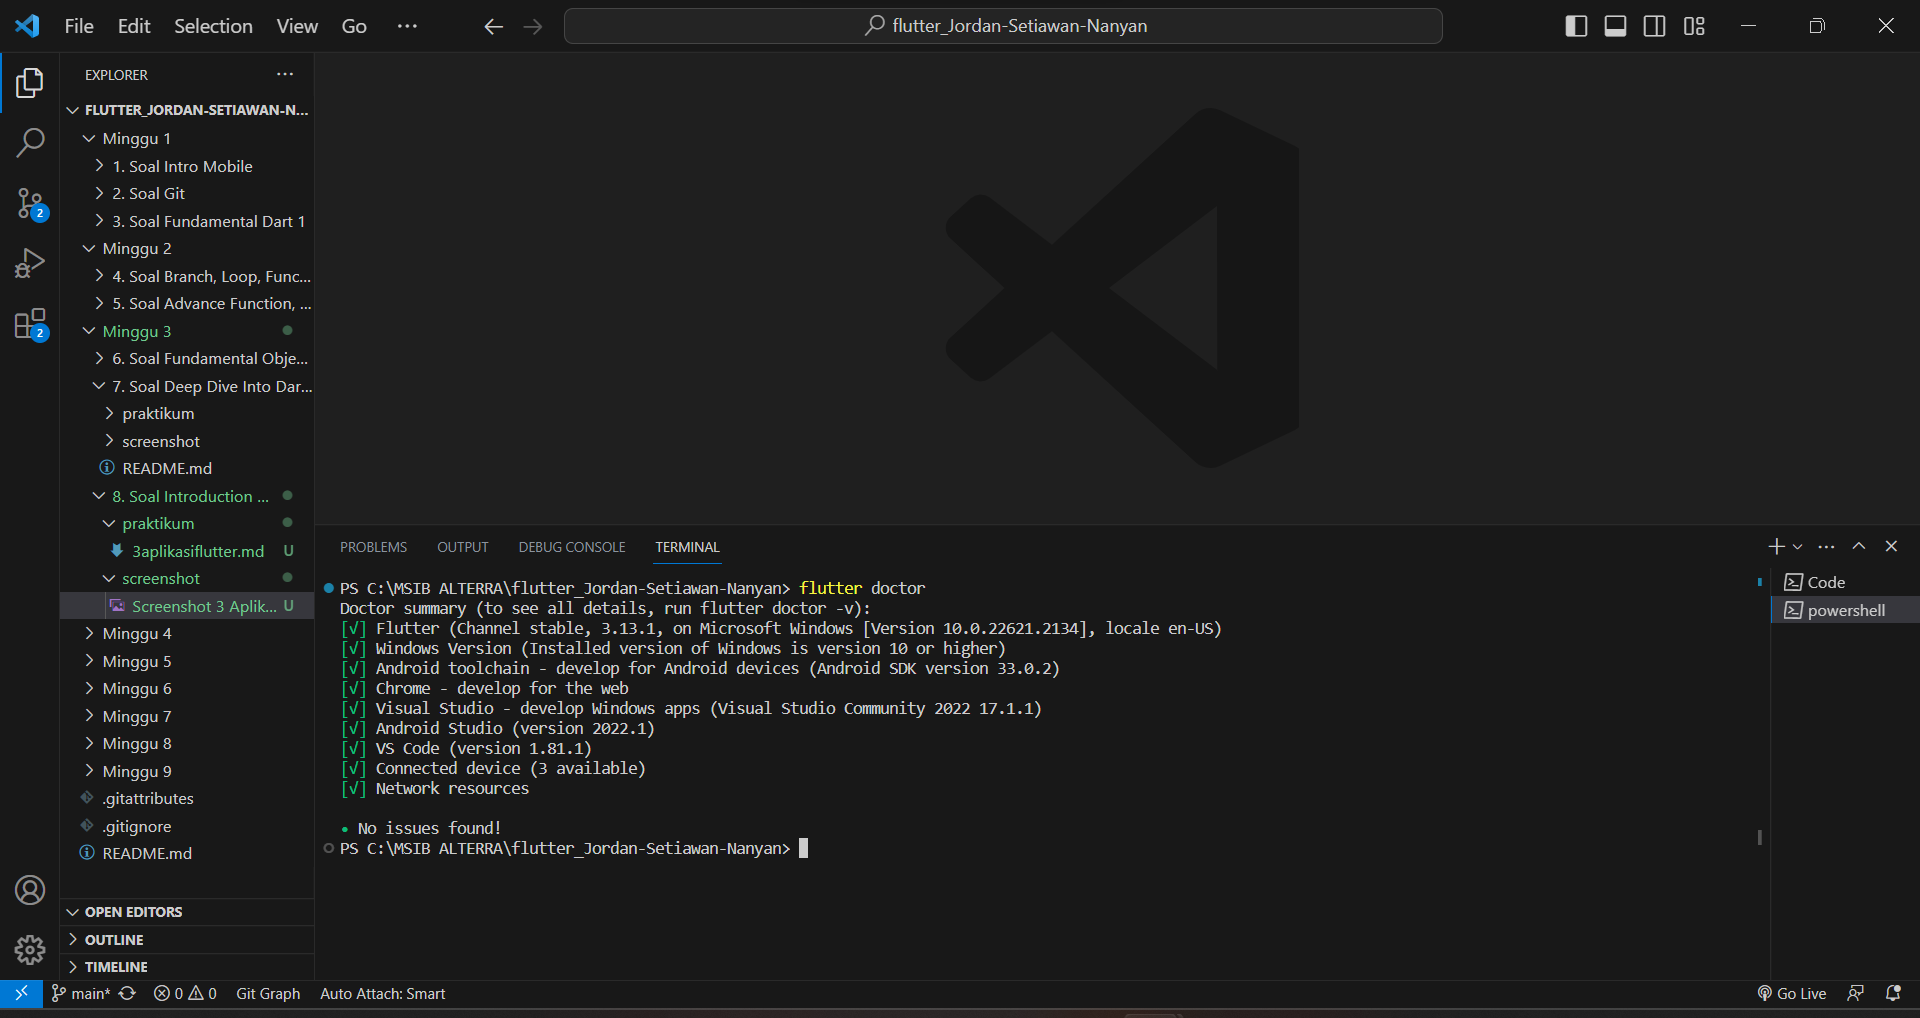 File Edit Selection View Go ··· flutter_Jordan-Setiawan-Nanyan
EXPLORER ···
FLUTTER_JORDAN-SETIAWAN-N...
Minggu 1
1. Soal Intro Mobile
2. Soal Git
3. Soal Fundamental Dart 1
Minggu 2
4. Soal Branch, Loop, Func...
5. Soal Advance Function, ...
Minggu 3
6. Soal Fundamental Obje...
7. Soal Deep Dive Into Dar...
praktikum
screenshot
README.md
8. Soal Introduction ...
praktikum
3aplikasiflutter.md U
screenshot
Screenshot 3 Aplik... U
Minggu 4
Minggu 5
Minggu 6
Minggu 7
Minggu 8
Minggu 9
.gitattributes
.gitignore
README.md
OPEN EDITORS
OUTLINE
TIMELINE
2
2
PROBLEMS OUTPUT DEBUG CONSOLE TERMINAL
PS C:\MSIB ALTERRA\flutter_Jordan-Setiawan-Nanyan> flutter doctor
Doctor summary (to see all details, run flutter doctor -v):
[√] Flutter (Channel stable, 3.13.1, on Microsoft Windows [Version 10.0.22621.2134], locale en-US)
[√] Windows Version (Installed version of Windows is version 10 or higher)
[√] Android toolchain - develop for Android devices (Android SDK version 33.0.2)
[√] Chrome - develop for the web
[√] Visual Studio - develop Windows apps (Visual Studio Community 2022 17.1.1)
[√] Android Studio (version 2022.1)
[√] VS Code (version 1.81.1)
[√] Connected device (3 available)
[√] Network resources
• No issues found!
PS C:\MSIB ALTERRA\flutter_Jordan-Setiawan-Nanyan>
Code
powershell
main* 0 0 Git Graph Auto Attach: Smart Go Live